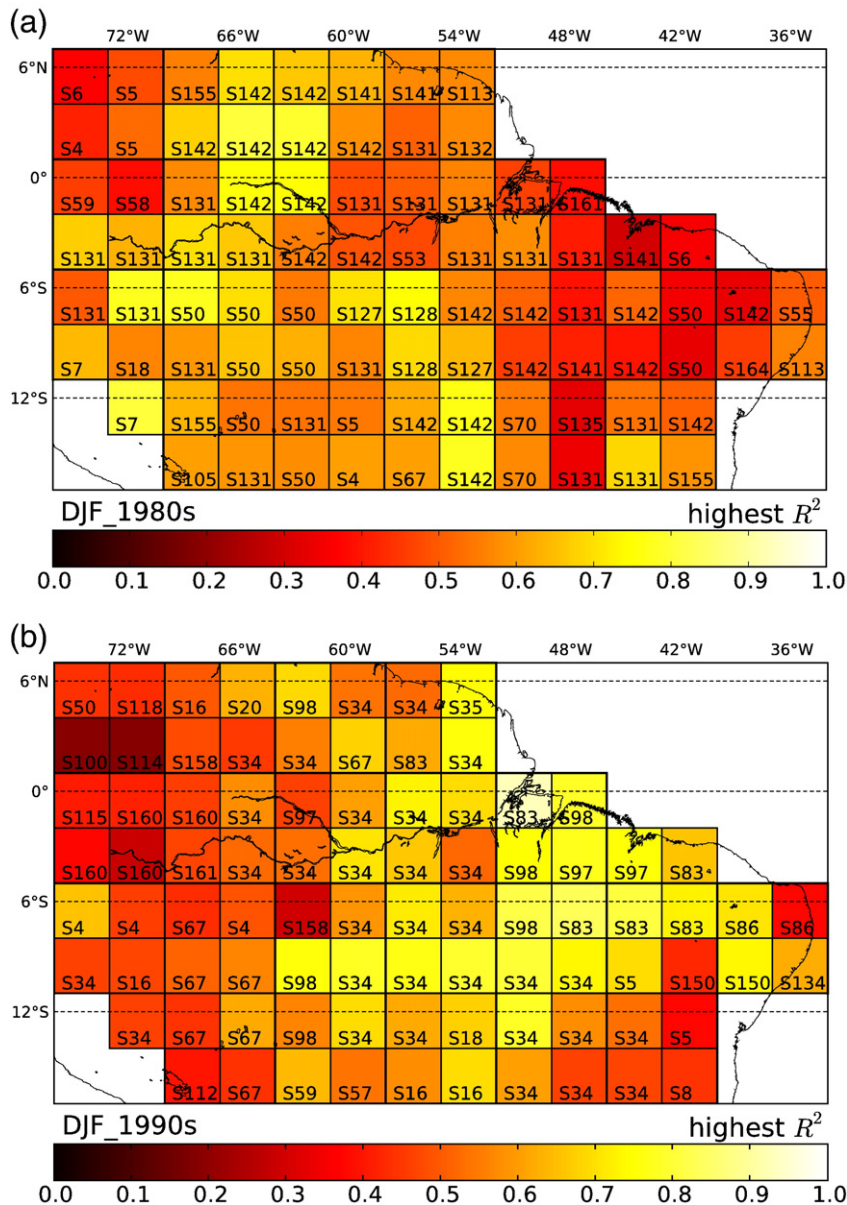 (a)
72°W 66°W 60°W 54°W 48°W 42°W 36°W
6°N
S6 S5 S155 S142 S142 S141 S141 S113
S4 S5 S142 S142 S142 S142 S131 S132
0°
S59 S58 S131 S142 S142 S131 S131 S131 S131 S161
S131 S131 S131 S131 S142 S142 S53 S131 S131 S131 S141 S6
6°S
S131 S131 S50 S50 S50 S127 S128 S142 S142 S131 S142 S50 S142 S55
S7 S18 S131 S50 S50 S131 S128 S127 S142 S141 S142 S50 S164 S113
12°S
S7 S155 S50 S131 S5 S142 S142 S70 S135 S131 S142
S105 S131 S50 S4 S67 S142 S70 S131 S131 S155
DJF_1980s highest R²
0.0 0.1 0.2 0.3 0.4 0.5 0.6 0.7 0.8 0.9 1.0
(b)
72°W 66°W 60°W 54°W 48°W 42°W 36°W
6°N
S50 S118 S16 S20 S98 S34 S34 S35
S100 S114 S158 S34 S34 S67 S83 S34
0°
S115 S160 S160 S34 S97 S34 S34 S34 S83 S98
S160 S160 S161 S34 S34 S34 S34 S34 S98 S97 S97 S83
6°S
S4 S4 S67 S4 S158 S34 S34 S34 S98 S83 S83 S83 S86 S86
S34 S16 S67 S67 S98 S34 S34 S34 S34 S34 S5 S150 S150 S134
12°S
S34 S67 S67 S98 S34 S34 S18 S34 S34 S34 S5
S112 S67 S59 S57 S16 S16 S34 S34 S34 S8
DJF_1990s highest R²
0.0 0.1 0.2 0.3 0.4 0.5 0.6 0.7 0.8 0.9 1.0